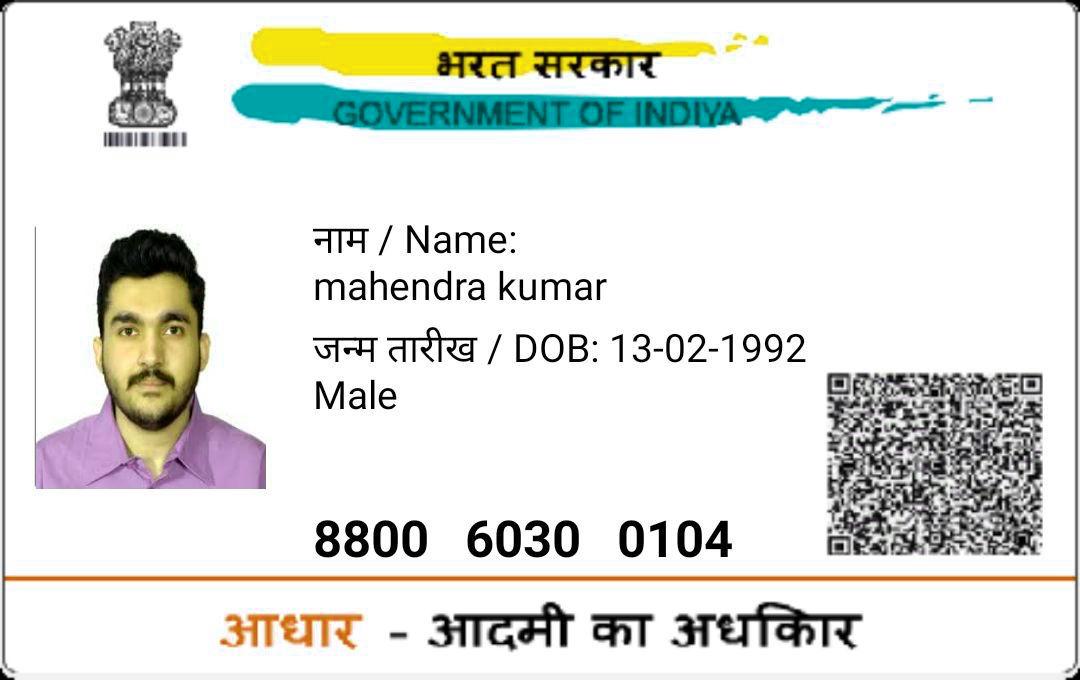 भरत सरकार
GOVERNMENT OF INDIYA
नाम / Name:
mahendra kumar
जन्म तारीख / DOB: 13-02-1992
Male
8800 6030 0104
आधार - आदमी का अधकिार